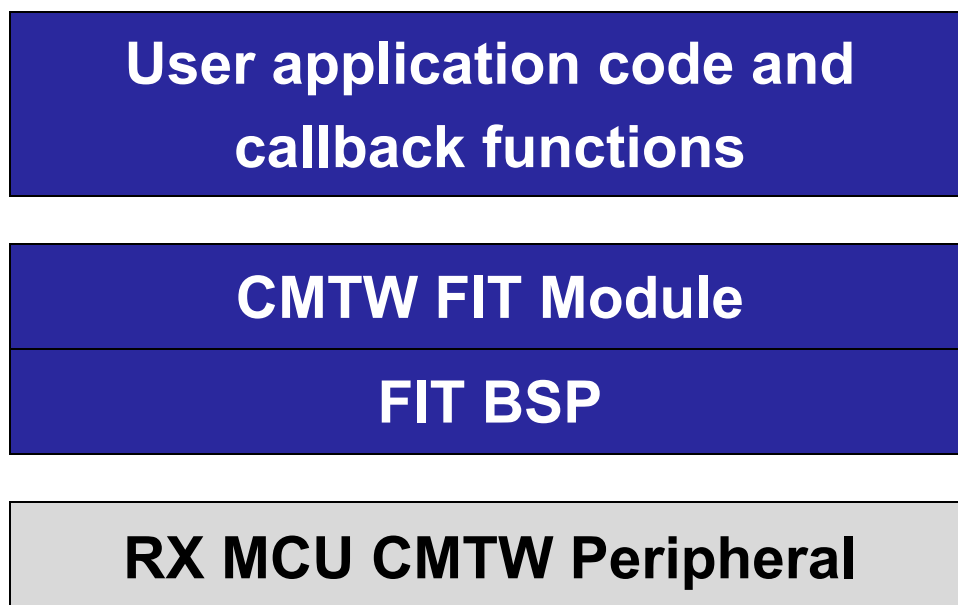 User application code and
callback functions
CMTW FIT Module
FIT BSP
RX MCU CMTW Peripheral